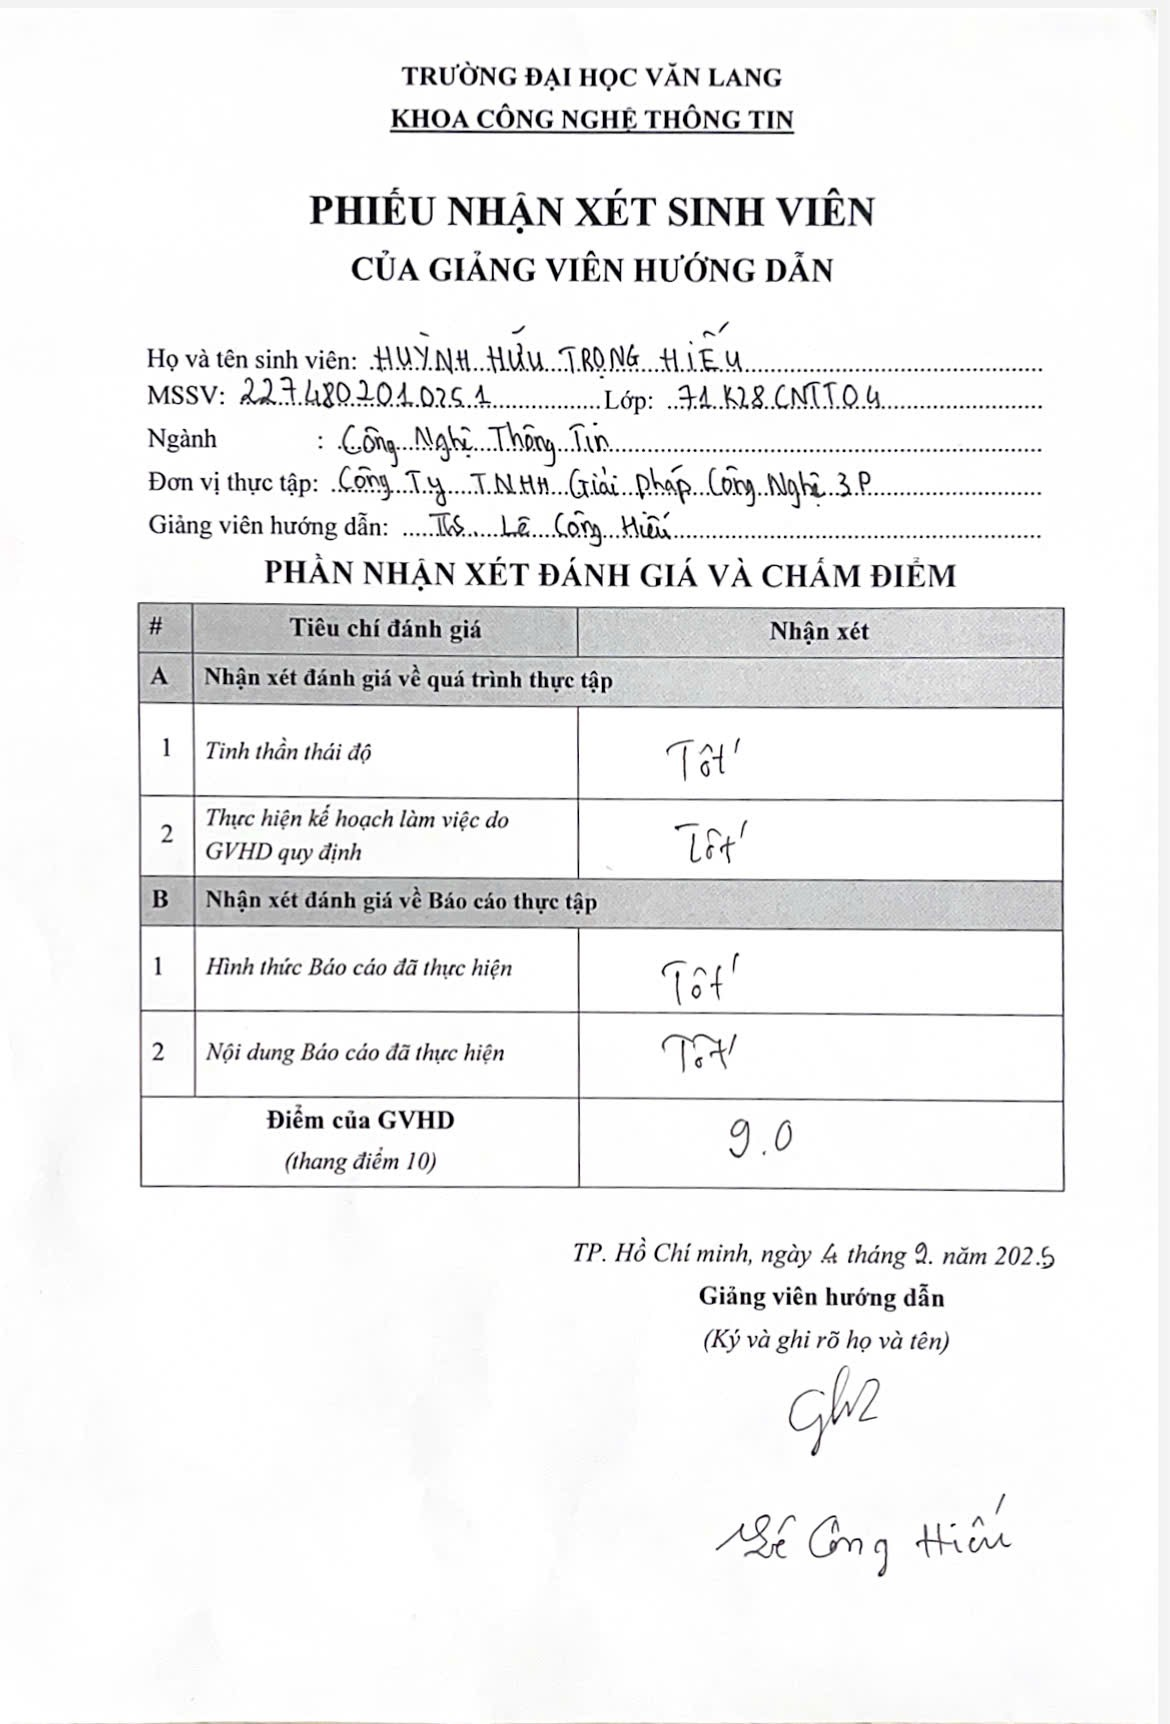 TRƯỜNG ĐẠI HỌC VĂN LANG
KHOA CÔNG NGHỆ THÔNG TIN
PHIẾU NHẬN XÉT SINH VIÊN
CỦA GIẢNG VIÊN HƯỚNG DẪN
Họ và tên sinh viên: HUỲNH HỮU TRỌNG HIẾU
MSSV: 2274802010251 Lớp: 71K28CNTT04
Ngành : Công Nghệ Thông Tin
Đơn vị thực tập: Công Ty TNHH Giải Pháp Công Nghệ 3P
Giảng viên hướng dẫn: ThS Lê Công Hiếu
PHẦN NHẬN XÉT ĐÁNH GIÁ VÀ CHẤM ĐIỂM
# Tiêu chí đánh giá Nhận xét
A Nhận xét đánh giá về quá trình thực tập
1 Tinh thần thái độ Tốt
2 Thực hiện kế hoạch làm việc do GVHD quy định Tốt
B Nhận xét đánh giá về Báo cáo thực tập
1 Hình thức Báo cáo đã thực hiện Tốt
2 Nội dung Báo cáo đã thực hiện Tốt
Điểm của GVHD 9.0
(thang điểm 10)
TP. Hồ Chí minh, ngày 4 tháng 9. năm 2025
Giảng viên hướng dẫn
(Ký và ghi rõ họ và tên)
Lê Công Hiếu